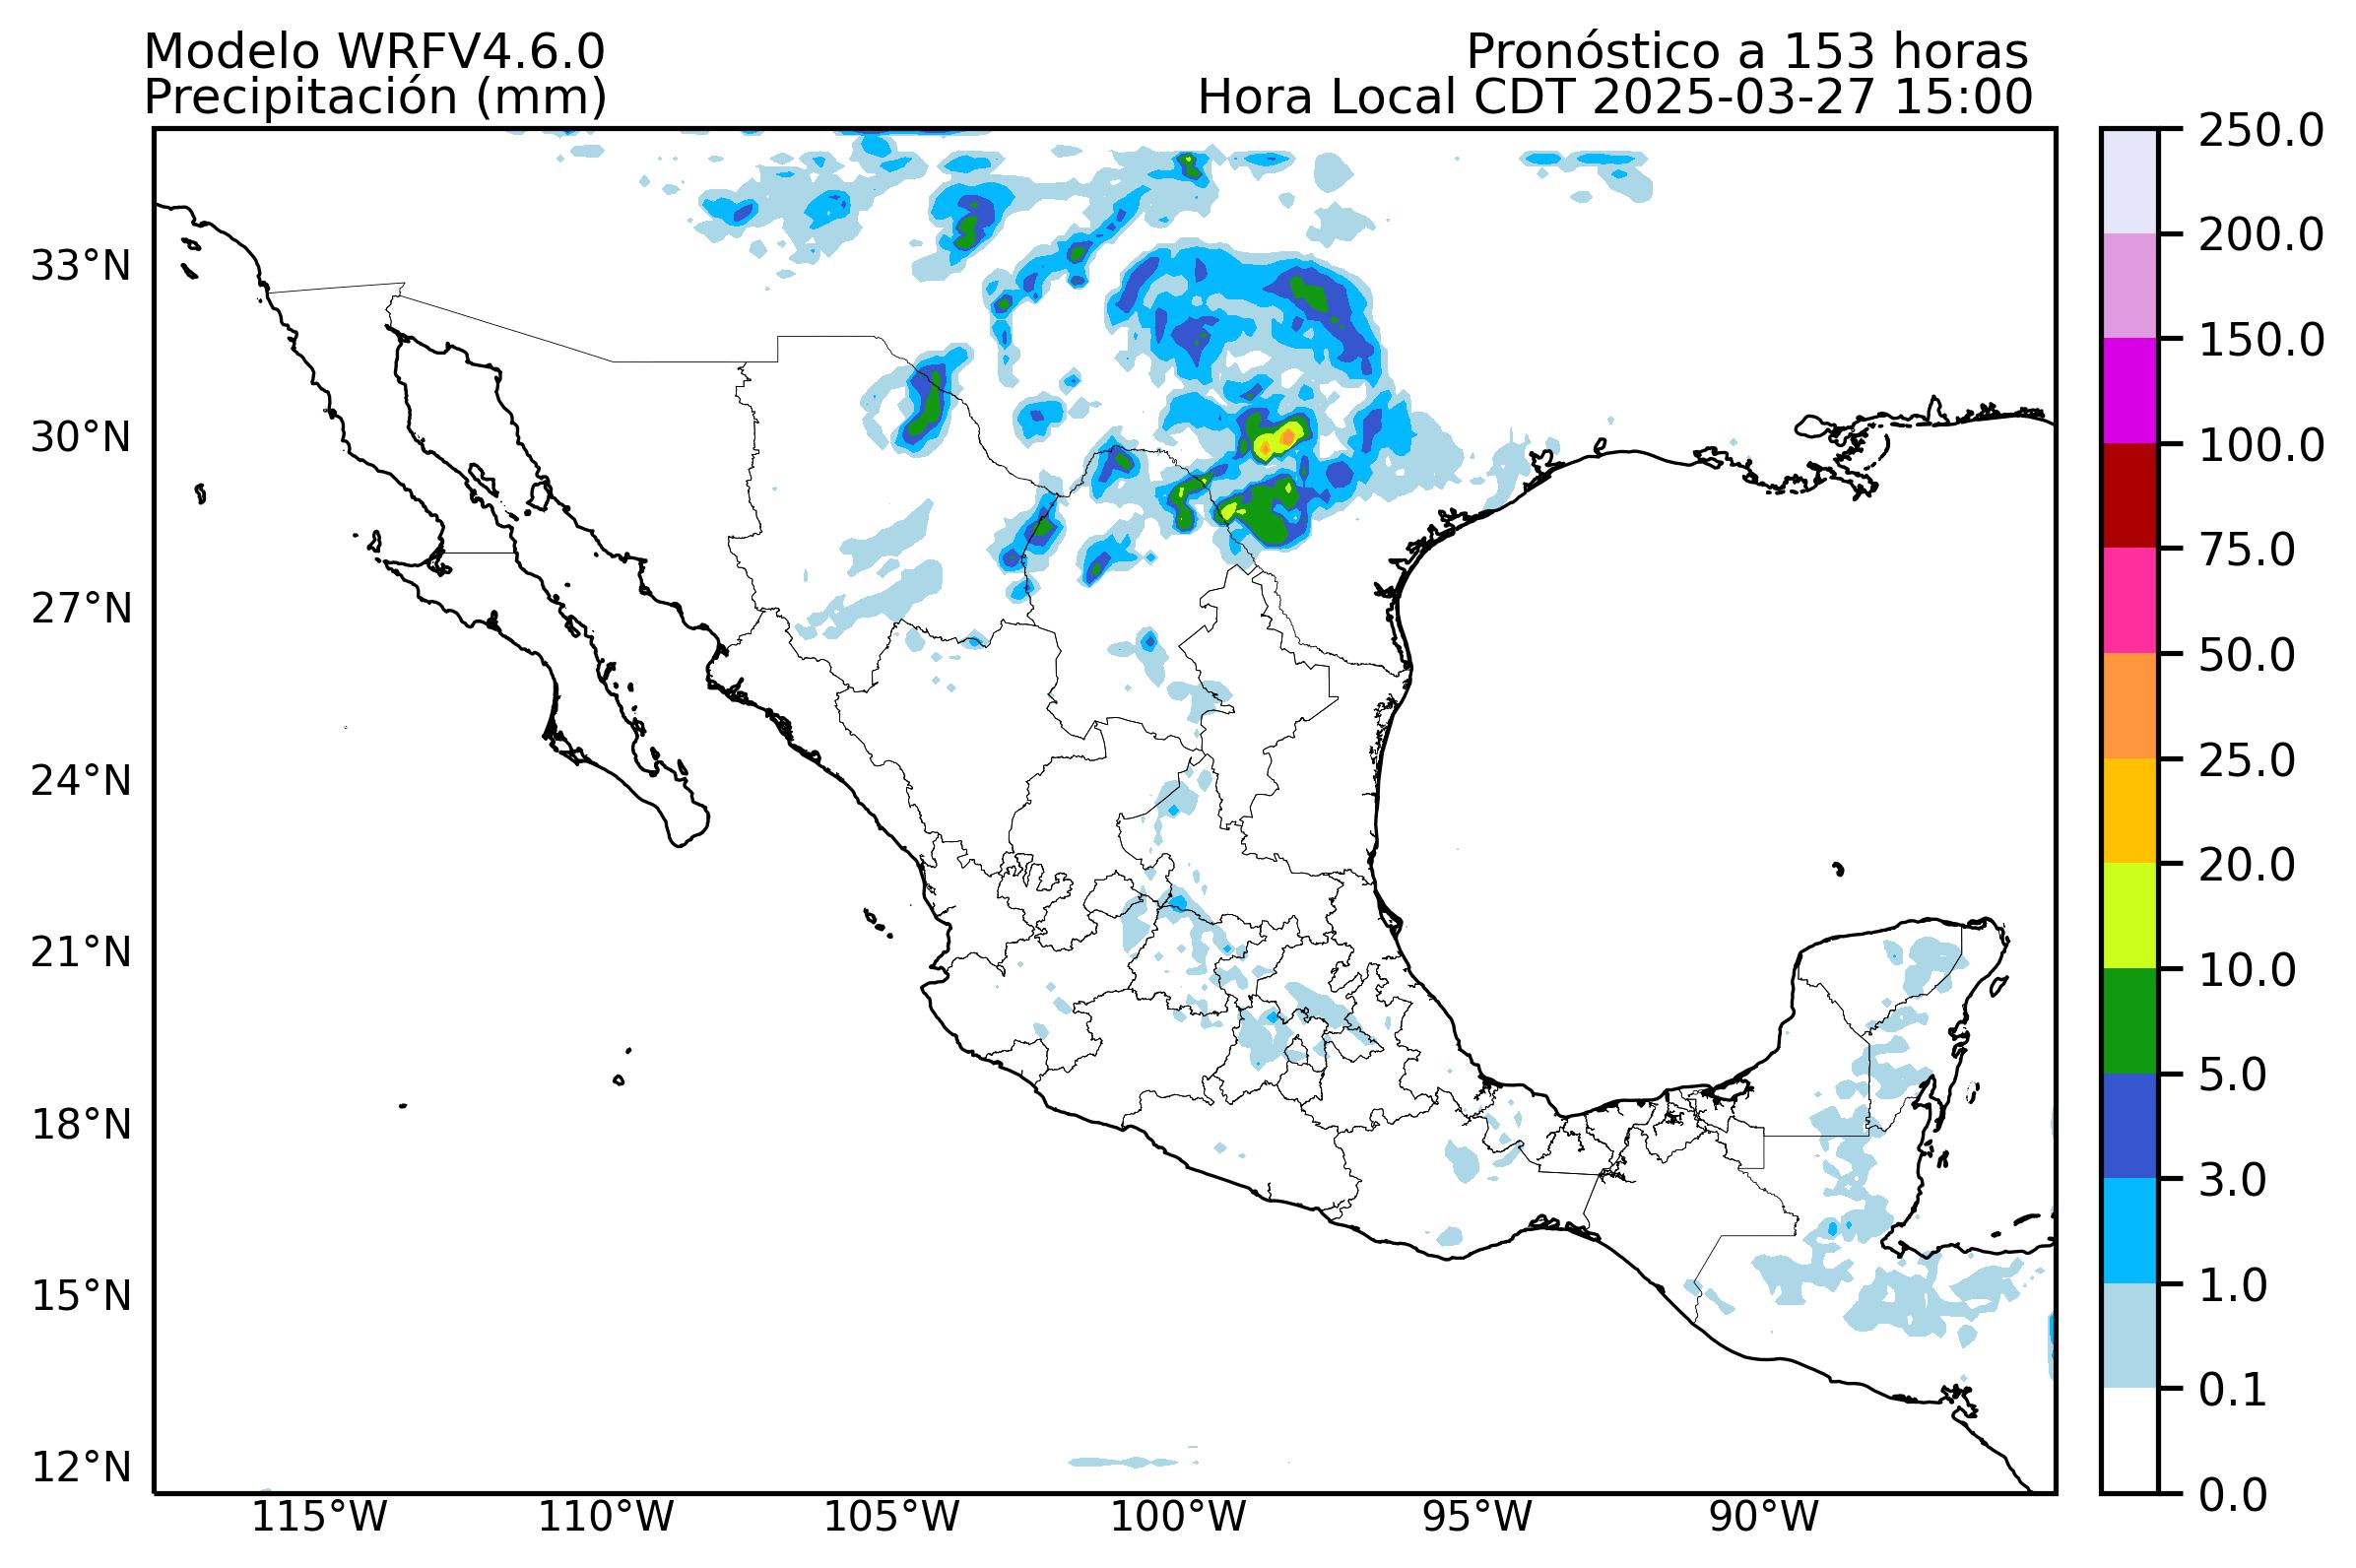 Modelo WRFV4.6.0
Precipitación (mm)
Pronóstico a 153 horas
Hora Local CDT 2025-03-27 15:00
33°N
30°N
27°N
24°N
21°N
18°N
15°N
12°N
115°W
110°W
105°W
100°W
95°W
90°W
250.0
200.0
150.0
100.0
75.0
50.0
25.0
20.0
10.0
5.0
3.0
1.0
0.1
0.0